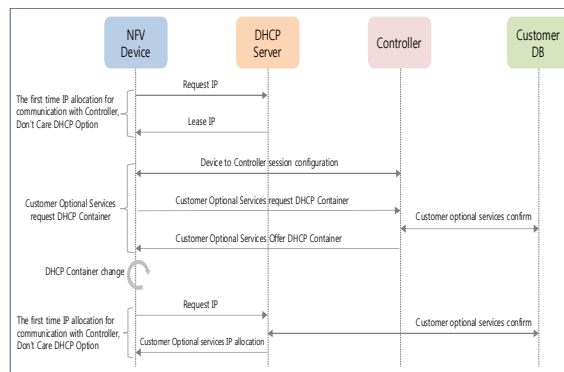 NFV
Device
DHCP
Server
Controller
Customer
DB
Request IP
The first time IP allocation for
communication with Controller,
Don't Care DHCP Option
Lease IP
Device to Controller session configuration
Customer Optional Services request DHCP Container
Customer Optional Services
request DHCP Container
Customer optional services confirm
Customer Optional Services Offer DHCP Container
DHCP Container change
Request IP
The first time IP allocation for
communication with Controller,
Don't Care DHCP Option
Customer optional services confirm
Customer Optional services IP allocation